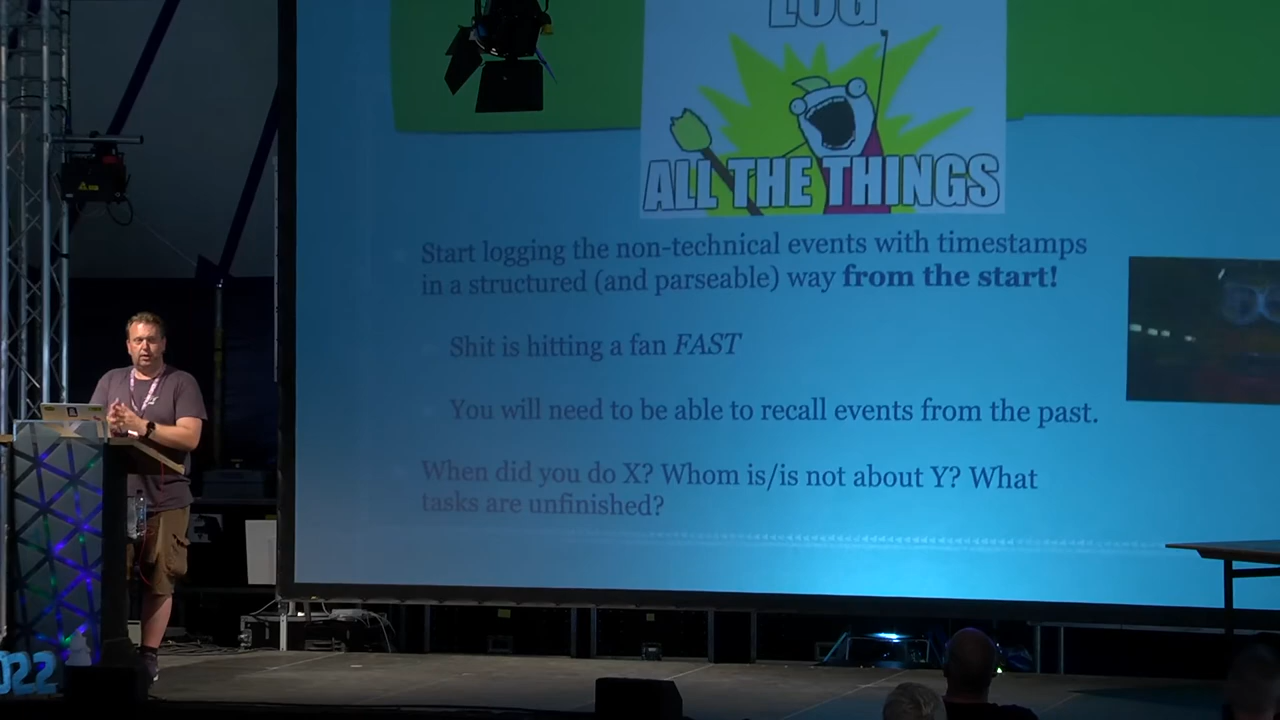 LOG
ALL THE THINGS
Start logging the non-technical events with timestamps
in a structured (and parseable) way from the start!
Shit is hitting a fan FAST
You will need to be able to recall events from the past.
When did you do X? Whom is/is not about Y? What
tasks are unfinished?
022